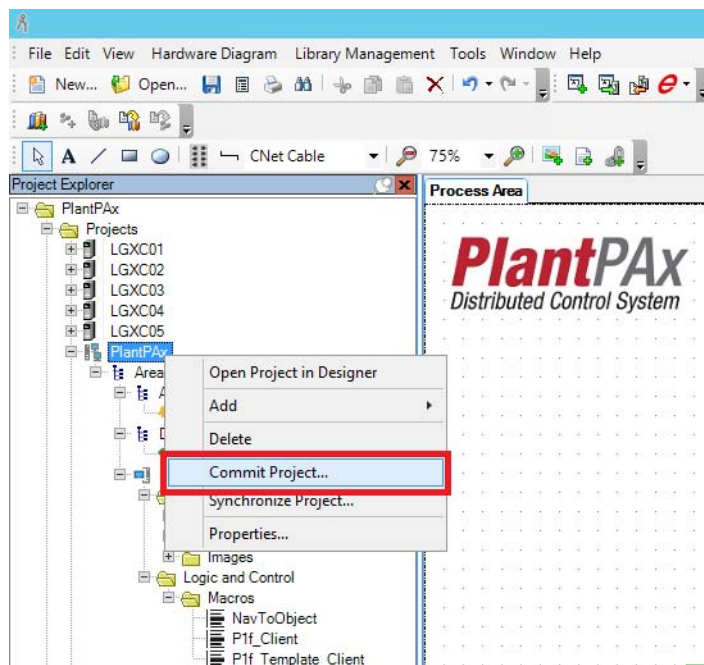 File Edit View Hardware Diagram Library Management Tools Window Help
New... Open...
A CNet Cable 75%
Project Explorer
Process Area
PlantPAx
Projects
LGXC01
LGXC02
LGXC03
LGXC04
LGXC05
PlantPAx
Area
Open Project in Designer
Add
Delete
Commit Project...
Synchronize Project...
Properties...
Images
Logic and Control
Macros
NavToObject
P1f_Client
P1f_Template_Client
PlantPAx
Distributed Control System